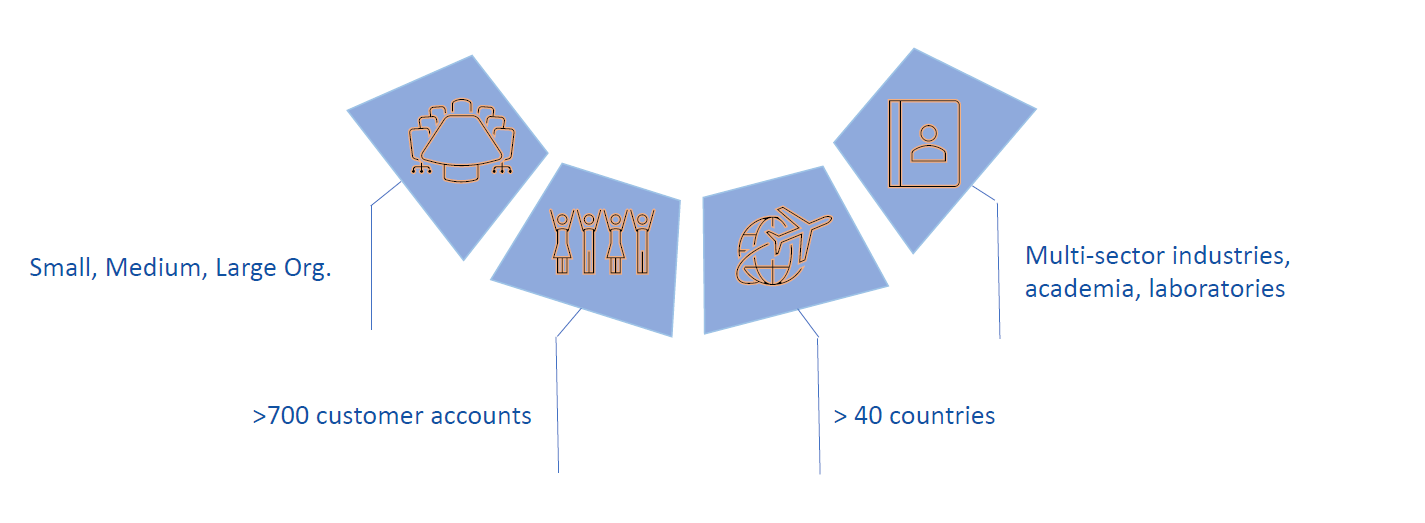 Small, Medium, Large Org.
>700 customer accounts
> 40 countries
Multi-sector industries,
academia, laboratories